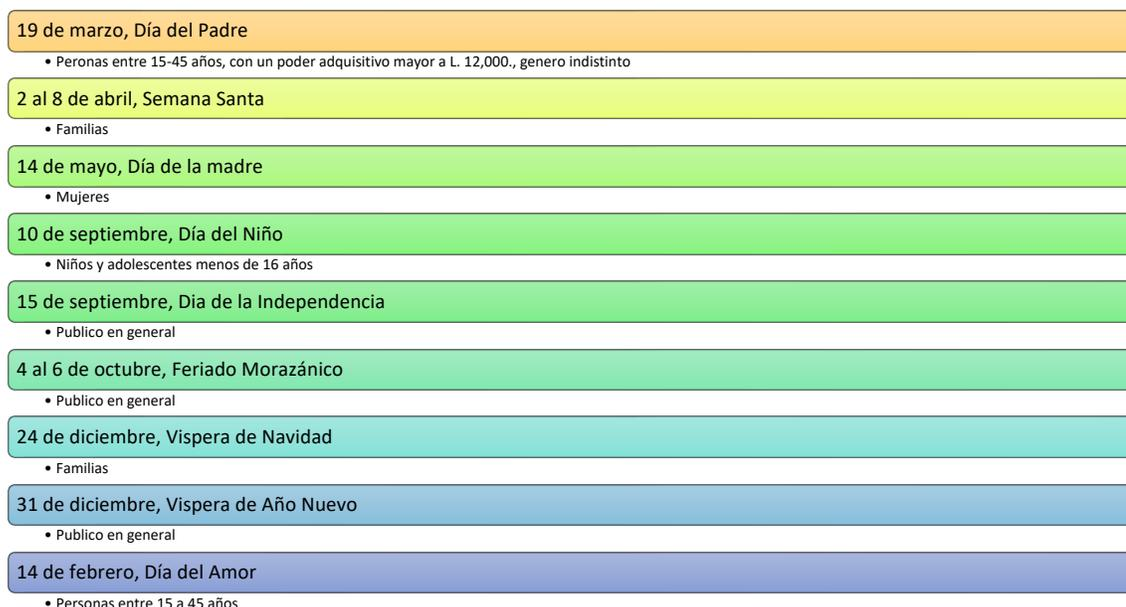 19 de marzo, Día del Padre
• Peronas entre 15-45 años, con un poder adquisitivo mayor a L. 12,000., genero indistinto
2 al 8 de abril, Semana Santa
• Familias
14 de mayo, Día de la madre
• Mujeres
10 de septiembre, Día del Niño
• Niños y adolescentes menos de 16 años
15 de septiembre, Dia de la Independencia
• Publico en general
4 al 6 de octubre, Feriado Morazánico
• Publico en general
24 de diciembre, Vispera de Navidad
• Familias
31 de diciembre, Vispera de Año Nuevo
• Publico en general
14 de febrero, Día del Amor
• Personas entre 15 a 45 años